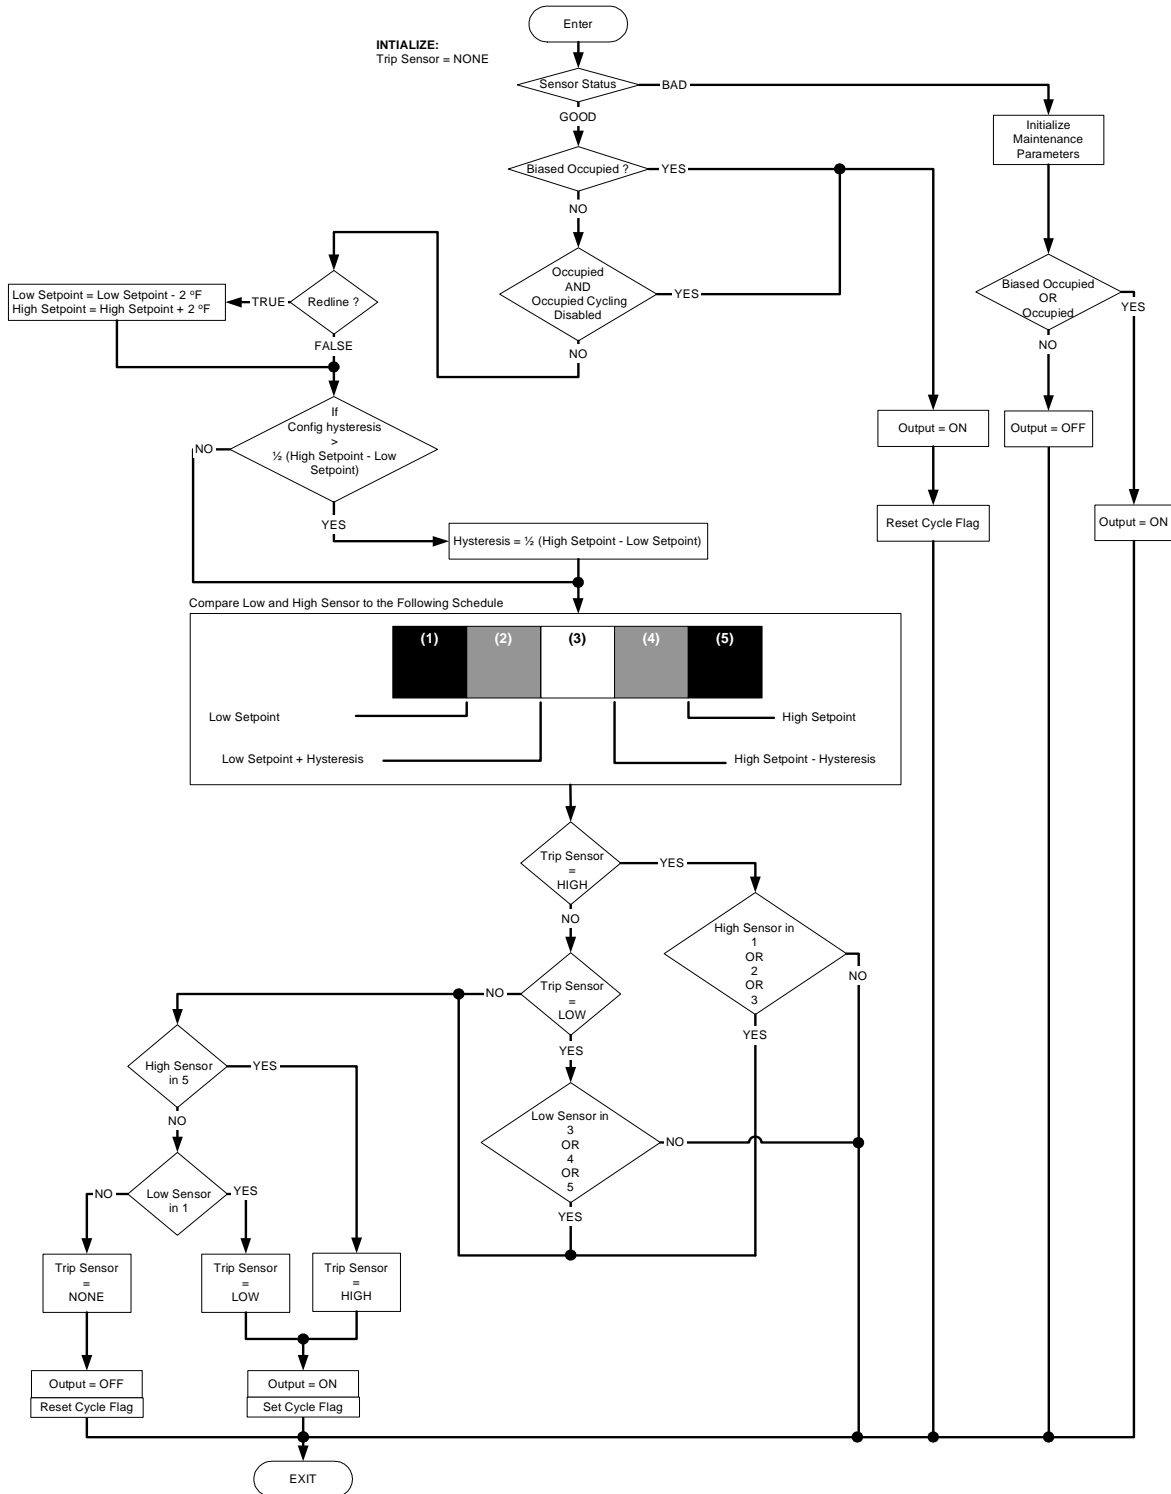 Enter
INTIALIZE:
Trip Sensor = NONE
Sensor Status
BAD
GOOD
Initialize
Maintenance
Parameters
Biased Occupied ?
YES
NO
Occupied
AND
Occupied Cycling
Disabled
YES
NO
Redline ?
TRUE
FALSE
Low Setpoint = Low Setpoint - 2 ºF
High Setpoint = High Setpoint + 2 ºF
Biased Occupied
OR
Occupied
YES
NO
If
Config hysteresis
>
½ (High Setpoint - Low
Setpoint)
NO
YES
Output = ON
Output = OFF
Hysteresis = ½ (High Setpoint - Low Setpoint)
Reset Cycle Flag
Output = ON
Compare Low and High Sensor to the Following Schedule
(1)
(2)
(3)
(4)
(5)
Low Setpoint
High Setpoint
Low Setpoint + Hysteresis
High Setpoint - Hysteresis
Trip Sensor
=
HIGH
YES
NO
High Sensor in
1
OR
2
OR
3
NO
YES
Trip Sensor
=
LOW
NO
YES
High Sensor
in 5
YES
NO
Low Sensor in
3
OR
4
OR
5
NO
YES
Low Sensor
in 1
NO
YES
Trip Sensor
=
NONE
Trip Sensor
=
LOW
Trip Sensor
=
HIGH
Output = OFF
Reset Cycle Flag
Output = ON
Set Cycle Flag
EXIT